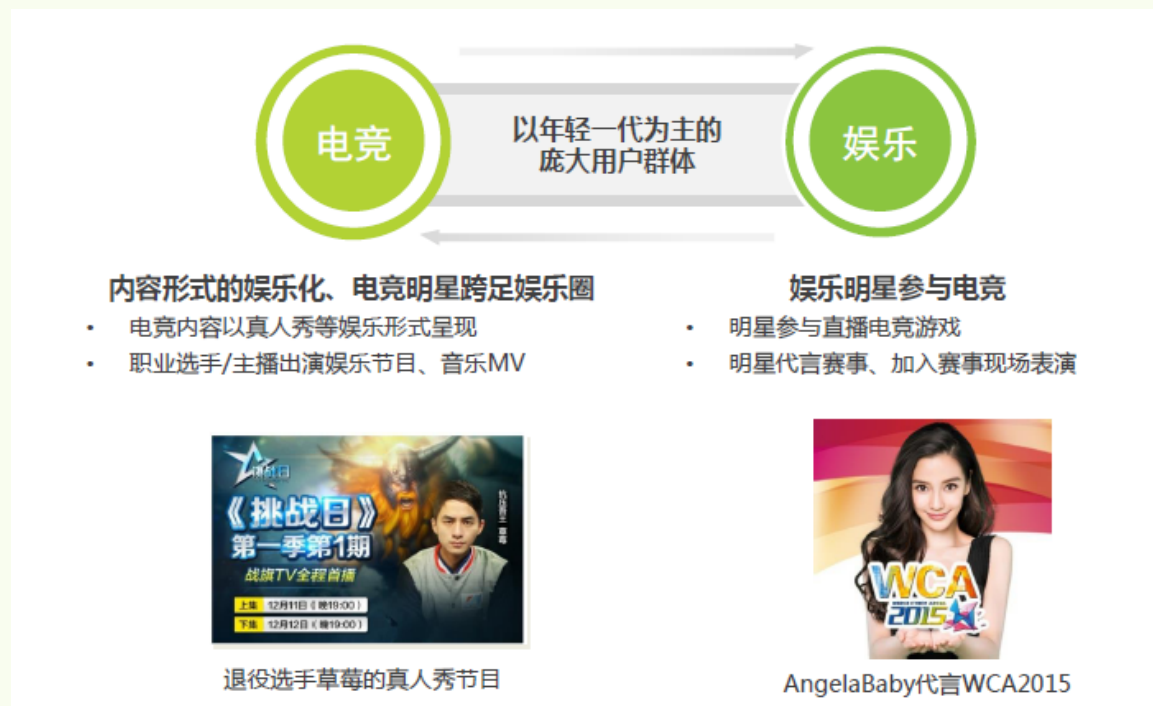 电竞
以年轻一代为主的
庞大用户群体
娱乐
内容形式的娱乐化、电竞明星跨足娱乐圈
• 电竞内容以真人秀等娱乐形式呈现
• 职业选手/主播出演娱乐节目、音乐MV
娱乐明星参与电竞
• 明星参与直播电竞游戏
• 明星代言赛事、加入赛事现场表演
挑战日
《挑战日》
第一季第1期
战旗TV全程首播
上集 12月11日（晚19:00）
下集 12月12日（晚19:00）
草莓
退役选手草莓的真人秀节目
WCA
2015
AngelaBaby代言WCA2015